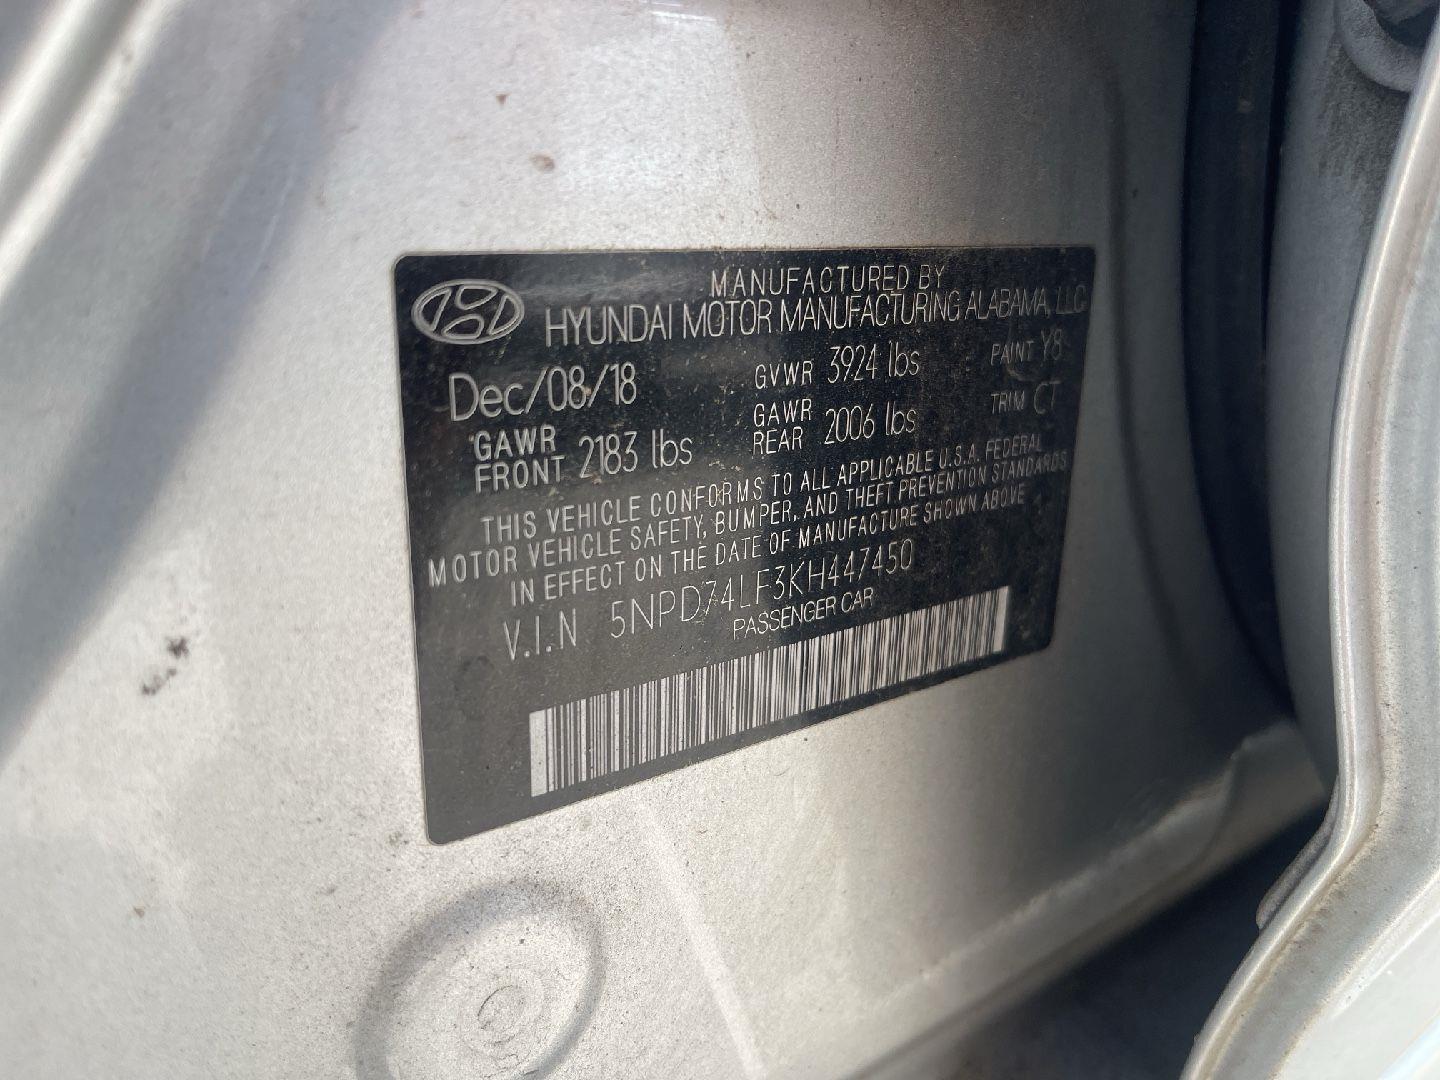 MANUFACTURED BY
HYUNDAI MOTOR MANUFACTURING ALABAMA, LLC
Dec/08/18 GVWR 3924 lbs PAINT Y8
GAWR FRONT 2183 lbs GAWR REAR 2006 lbs TRIM CT
THIS VEHICLE CONFORMS TO ALL APPLICABLE U.S.A. FEDERAL
MOTOR VEHICLE SAFETY, BUMPER, AND THEFT PREVENTION STANDARDS
IN EFFECT ON THE DATE OF MANUFACTURE SHOWN ABOVE
V.I.N 5NPD74LF3KH447450
PASSENGER CAR